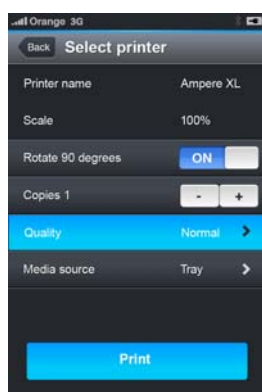 Orange 3G
Back Select printer
Printer name Ampere XL
Scale 100%
Rotate 90 degrees ON
Copies 1 - +
Quality Normal
Media source Tray
Print